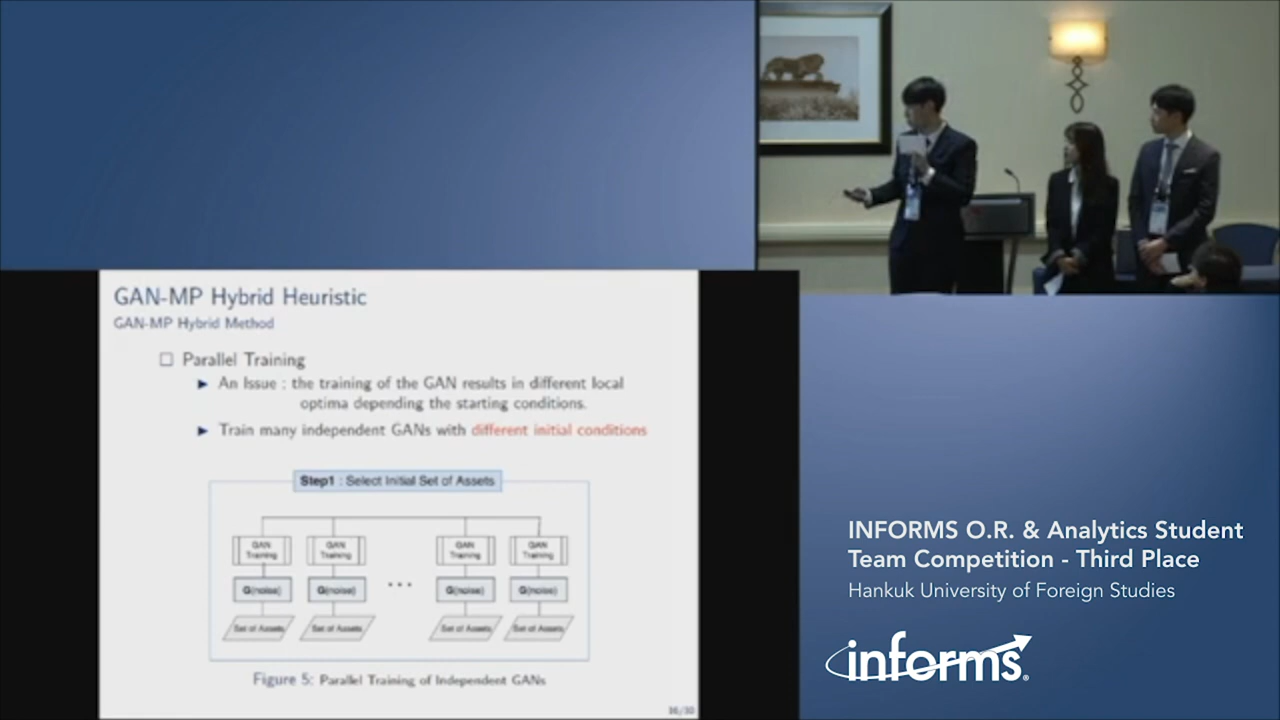 GAN-MP Hybrid Heuristic
GAN-MP Hybrid Method
Parallel Training
An Issue : the training of the GAN results in different local
optima depending the starting conditions.
Train many independent GANs with different initial conditions
Step1 : Select Initial Set of Assets
GAN Training GAN Training GAN Training GAN Training
G(noise) G(noise) ... G(noise) G(noise)
Set of Assets Set of Assets Set of Assets Set of Assets
Figure 5: Parallel Training of Independent GANs
16/30
INFORMS O.R. & Analytics Student
Team Competition - Third Place
Hankuk University of Foreign Studies
informs®